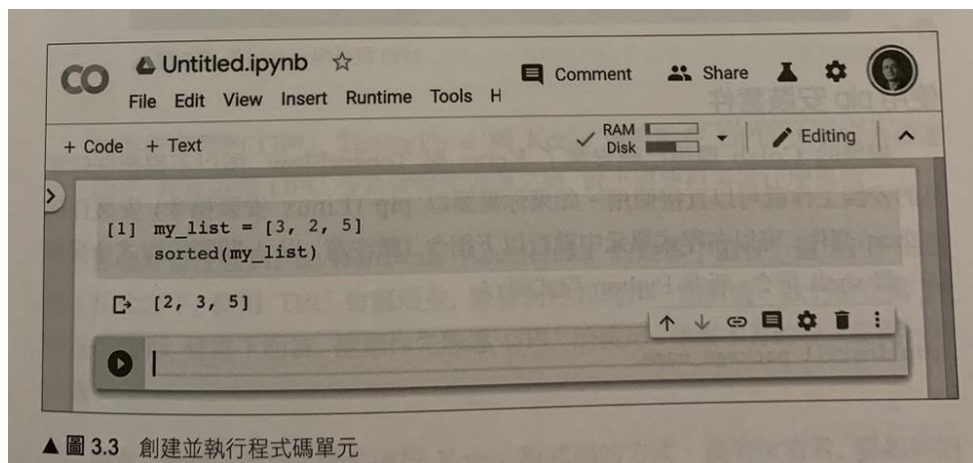 CO Untitled.ipynb
Comment Share
File Edit View Insert Runtime Tools H
+ Code + Text
RAM
Disk
Editing
[1] my_list = [3, 2, 5]
sorted(my_list)
[2, 3, 5]
▲圖 3.3 創建並執行程式碼單元